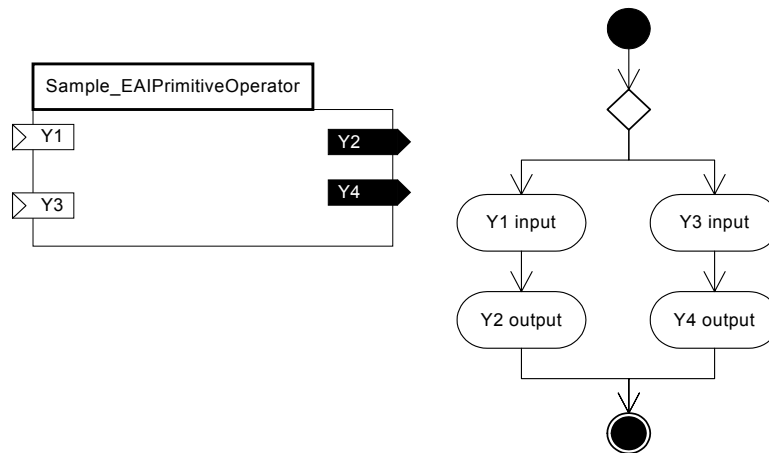 Sample_EAIPrimitiveOperator
Y1
Y2
Y3
Y4
Y1 input
Y3 input
Y2 output
Y4 output